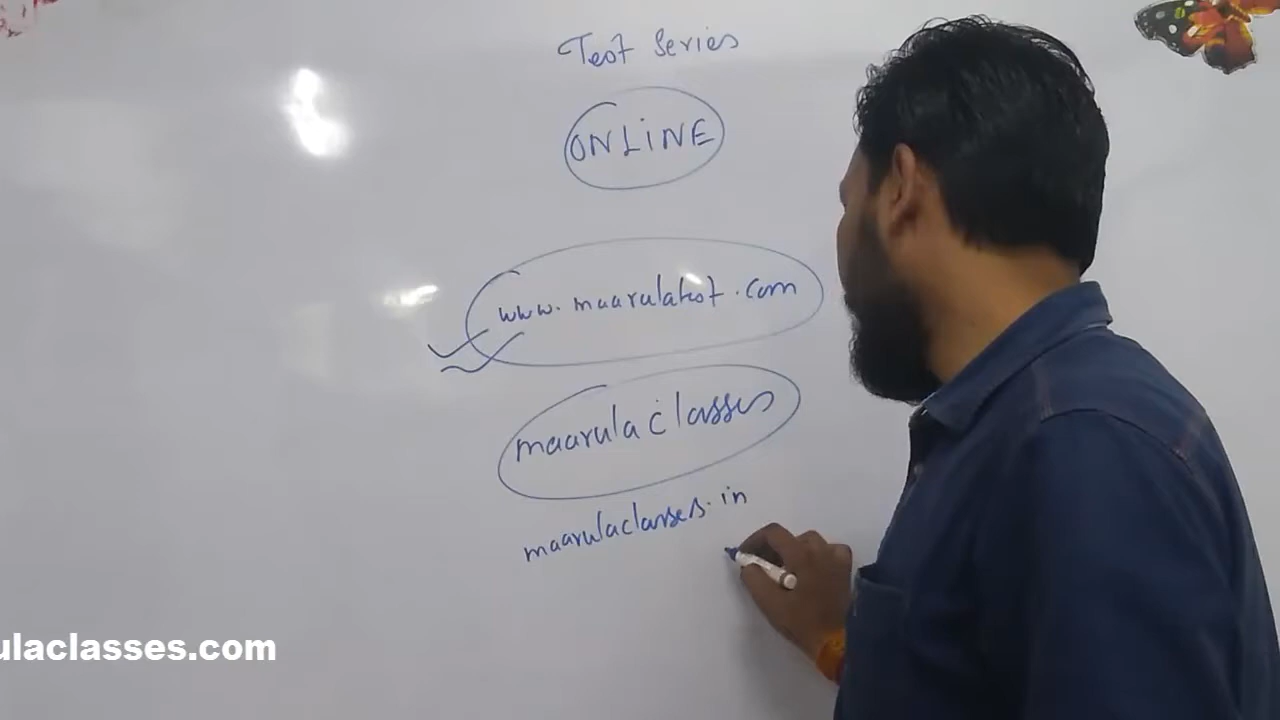 Test Series
ONLINE
www.maarulatest.com
maarula classes
maarulaclasses.in
ulaclasses.com